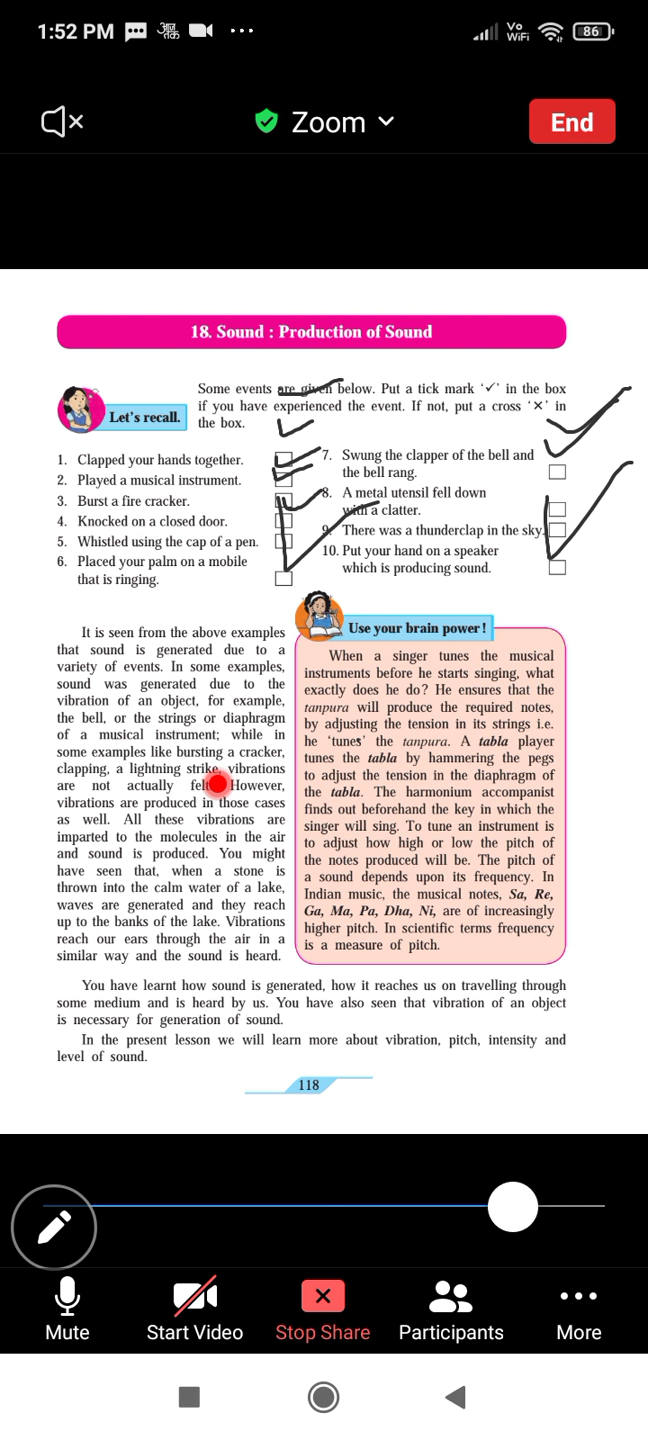 1:52 PM
Vo WiFi 86
Zoom
End
18. Sound : Production of Sound
Let's recall.
Some events are given below. Put a tick mark '✓' in the box
if you have experienced the event. If not, put a cross '×' in
the box.
1. Clapped your hands together.
2. Played a musical instrument.
3. Burst a fire cracker.
4. Knocked on a closed door.
5. Whistled using the cap of a pen.
6. Placed your palm on a mobile
that is ringing.
7. Swung the clapper of the bell and
the bell rang.
8. A metal utensil fell down
with a clatter.
9. There was a thunderclap in the sky.
10. Put your hand on a speaker
which is producing sound.
It is seen from the above examples
that sound is generated due to a
variety of events. In some examples,
sound was generated due to the
vibration of an object, for example,
the bell, or the strings or diaphragm
of a musical instrument; while in
some examples like bursting a cracker,
clapping, a lightning strike, vibrations
are not actually felt. However,
vibrations are produced in those cases
as well. All these vibrations are
imparted to the molecules in the air
and sound is produced. You might
have seen that, when a stone is
thrown into the calm water of a lake,
waves are generated and they reach
up to the banks of the lake. Vibrations
reach our ears through the air in a
similar way and the sound is heard.
Use your brain power !
When a singer tunes the musical
instruments before he starts singing, what
exactly does he do? He ensures that the
tanpura will produce the required notes,
by adjusting the tension in its strings i.e.
he 'tunes' the tanpura. A tabla player
tunes the tabla by hammering the pegs
to adjust the tension in the diaphragm of
the tabla. The harmonium accompanist
finds out beforehand the key in which the
singer will sing. To tune an instrument is
to adjust how high or low the pitch of
the notes produced will be. The pitch of
a sound depends upon its frequency. In
Indian music, the musical notes, Sa, Re,
Ga, Ma, Pa, Dha, Ni, are of increasingly
higher pitch. In scientific terms frequency
is a measure of pitch.
You have learnt how sound is generated, how it reaches us on travelling through
some medium and is heard by us. You have also seen that vibration of an object
is necessary for generation of sound.
In the present lesson we will learn more about vibration, pitch, intensity and
level of sound.
118
Mute
Start Video
Stop Share
Participants
More